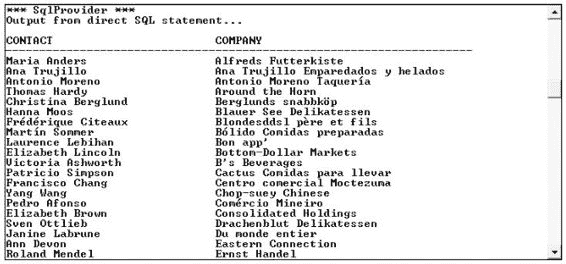 *** SqlProvider ***
Output from direct SQL statement...
CONTACT COMPANY
Maria Anders Alfreds Futterkiste
Ana Trujillo Ana Trujillo Emparedados y helados
Antonio Moreno Antonio Moreno Taquería
Thomas Hardy Around the Horn
Christina Berglund Berglunds snabbköp
Hanna Moos Blauer See Delikatessen
Frédérique Citeaux Blondesddsl père et fils
Martín Sommer Bólido Comidas preparadas
Laurence Lebihan Bon app'
Elizabeth Lincoln Bottom-Dollar Markets
Victoria Ashworth B's Beverages
Patricio Simpson Cactus Comidas para llevar
Francisco Chang Centro comercial Moctezuma
Yang Wang Chop-suey Chinese
Pedro Afonso Comércio Mineiro
Elizabeth Brown Consolidated Holdings
Sven Ottlieb Drachenblut Delikatessen
Janine Labrune Du monde entier
Ann Devon Eastern Connection
Roland Mendel Ernst Handel